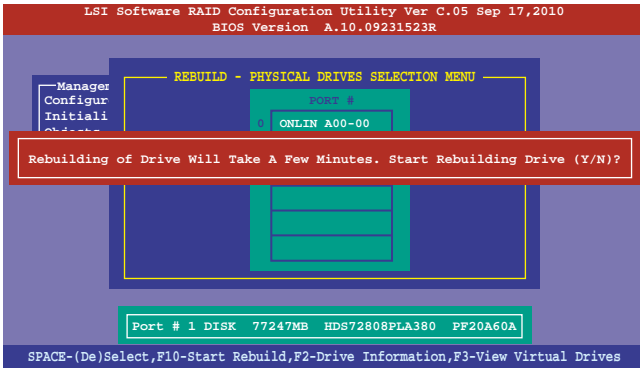 LSI Software RAID Configuration Utility Ver C.05 Sep 17,2010
BIOS Version A.10.09231523R
REBUILD - PHYSICAL DRIVES SELECTION MENU
Managem
Configur
Initiali
PORT #
0 ONLIN A00-00
Rebuilding of Drive Will Take A Few Minutes. Start Rebuilding Drive (Y/N)?
Port # 1 DISK 77247MB HDS72808PLA380 PF20A60A
SPACE-(De)Select,F10-Start Rebuild,F2-Drive Information,F3-View Virtual Drives